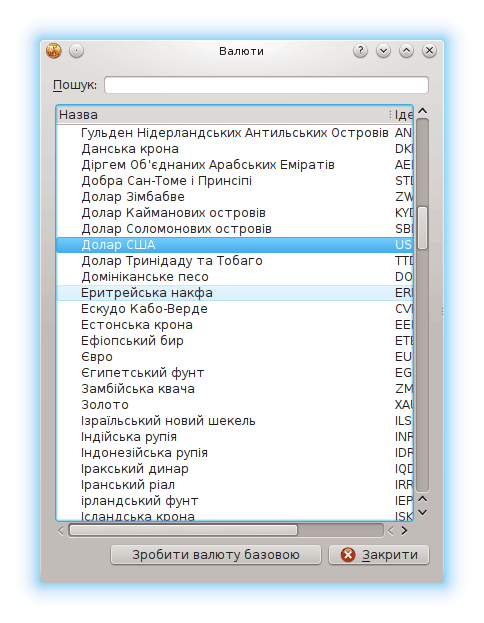 Валюти
Пошук:
Назва Іде
Гульден Нідерландських Антильських Островів AN
Данська крона DK
Діргем Об'єднаних Арабських Еміратів AE
Добра Сан-Томе і Принсіпі STD
Долар Зімбабве ZW
Долар Кайманових островів KYD
Долар Соломонових островів SB
Долар США US
Долар Тринідаду та Тобаго TTD
Домініканське песо DO
Еритрейська накфа ER
Ескудо Кабо-Верде CV
Естонська крона EE
Ефіопський бир ET
Євро EU
Єгипетський фунт EG
Замбійська квача ZM
Золото XAU
Ізраїльський новий шекель ILS
Індійська рупія INR
Індонезійська рупія IDR
Іракський динар IQD
Іранський ріал IRR
ірландський фунт IEP
Ісландська крона ISK
Зробити валюту базовою Закрити